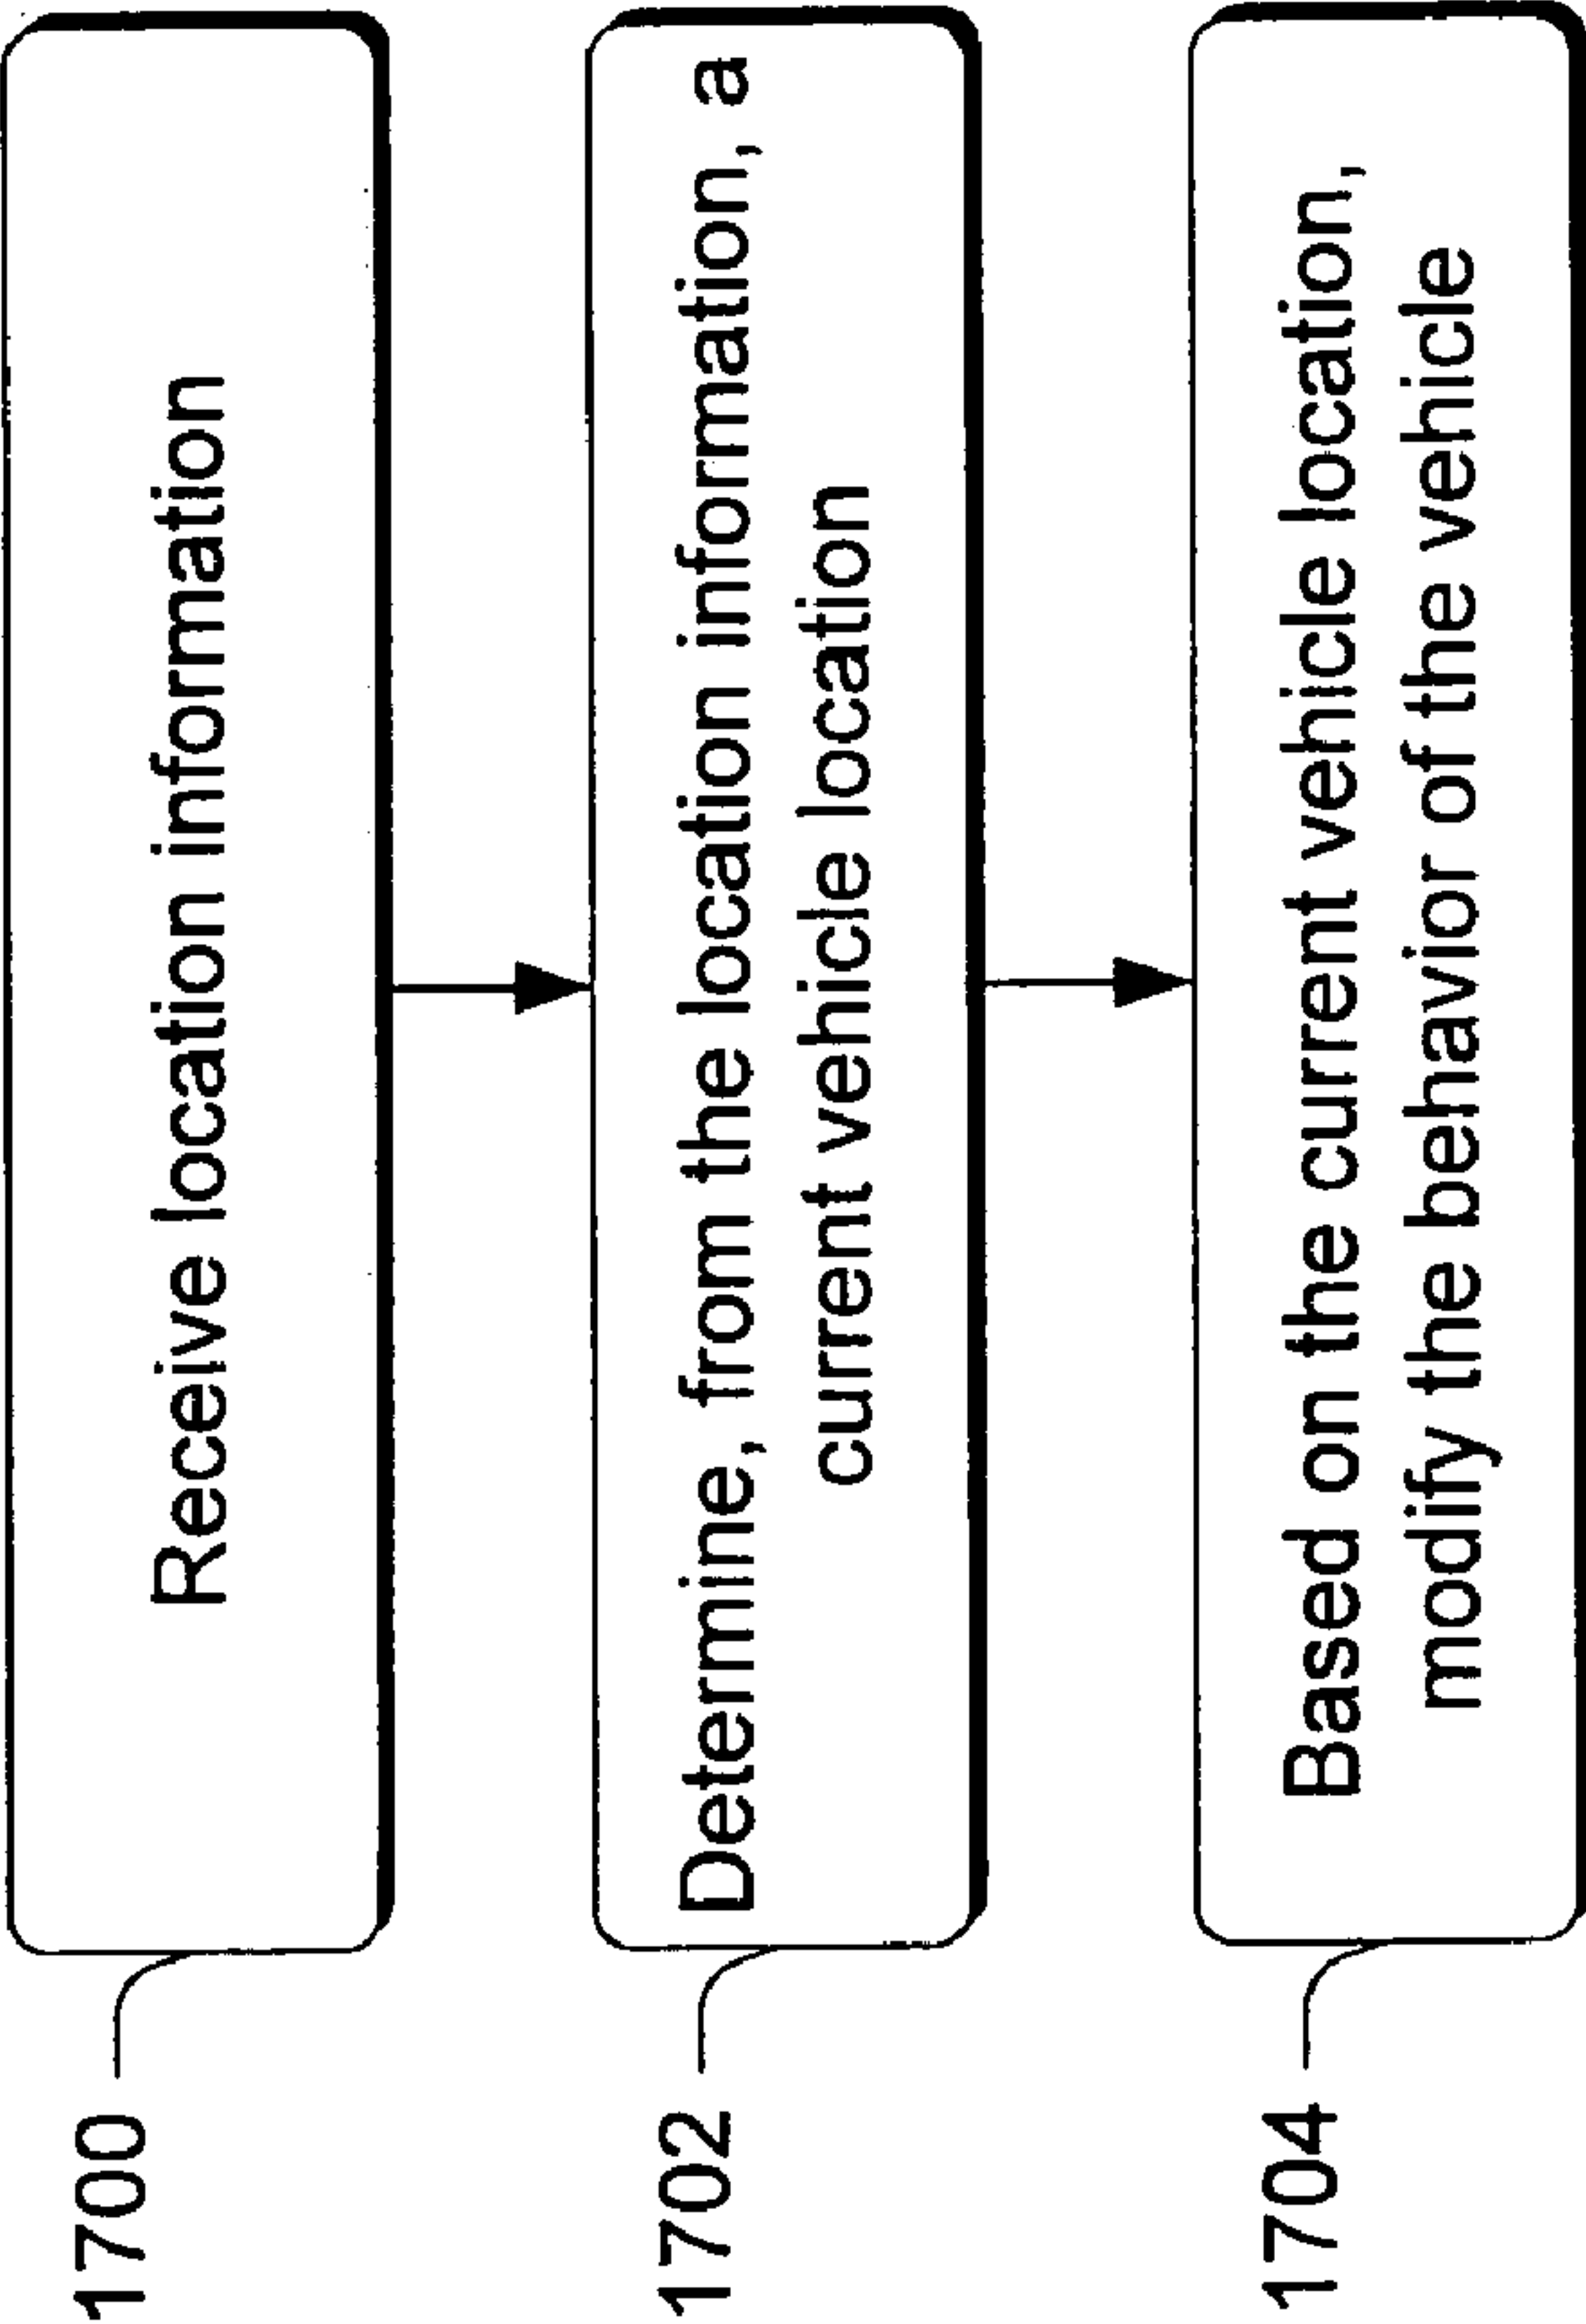 1700
Receive location information
1702
Determine, from the location information, a
current vehicle location
1704
Based on the current vehicle location,
modify the behavior of the vehicle